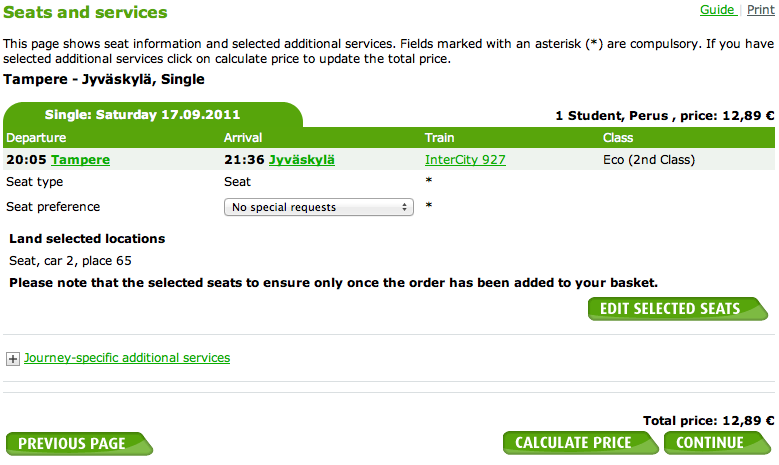 Seats and services
Guide | Print
This page shows seat information and selected additional services. Fields marked with an asterisk (*) are compulsory. If you have
selected additional services click on calculate price to update the total price.
Tampere - Jyväskylä, Single
Single: Saturday 17.09.2011
1 Student, Perus , price: 12,89 €
Departure Arrival Train Class
20:05 Tampere 21:36 Jyväskylä InterCity 927 Eco (2nd Class)
Seat type Seat *
Seat preference No special requests *
Land selected locations
Seat, car 2, place 65
Please note that the selected seats to ensure only once the order has been added to your basket.
EDIT SELECTED SEATS
Journey-specific additional services
Total price: 12,89 €
PREVIOUS PAGE CALCULATE PRICE CONTINUE